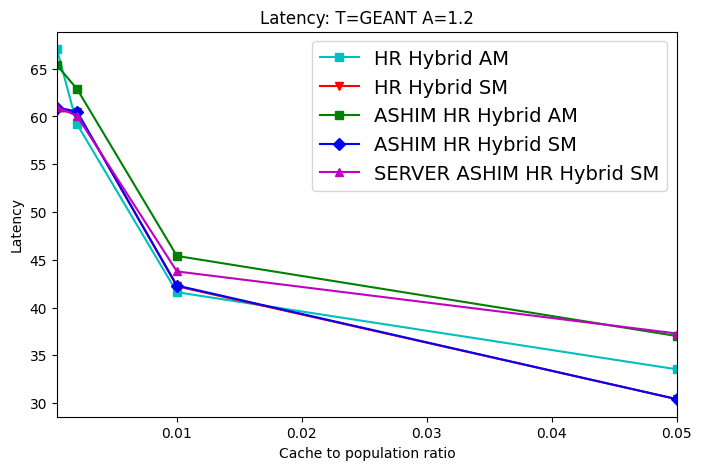 Latency: T=GEANT A=1.2
HR Hybrid AM
HR Hybrid SM
ASHIM HR Hybrid AM
ASHIM HR Hybrid SM
SERVER ASHIM HR Hybrid SM
Latency
65
60
55
50
45
40
35
30
0.01
0.02
0.03
0.04
0.05
Cache to population ratio